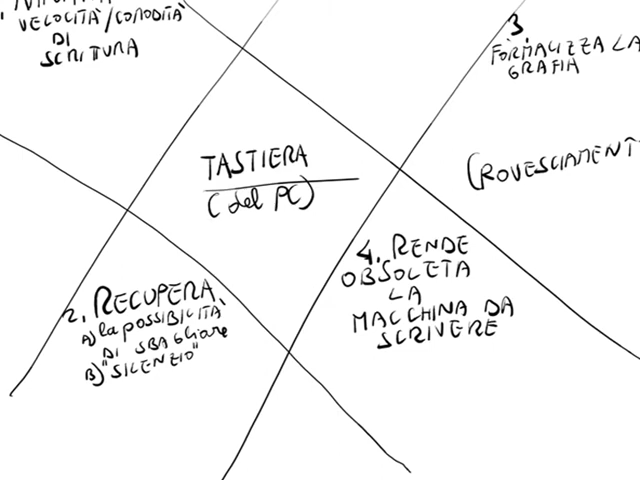 VELOCITÀ/COMODITÀ
DI
SCRITTURA
3.
FORMALIZZA LA
GRAFIA
(ROVESCIAMENT
TASTIERA
(del PC)
2. RECUPERA
A) la POSSIBILITÀ
DI SBAGLIARE
B) "SILENZIO"
4. RENDE
OBSOLETA
LA
MACCHINA DA
SCRIVERE